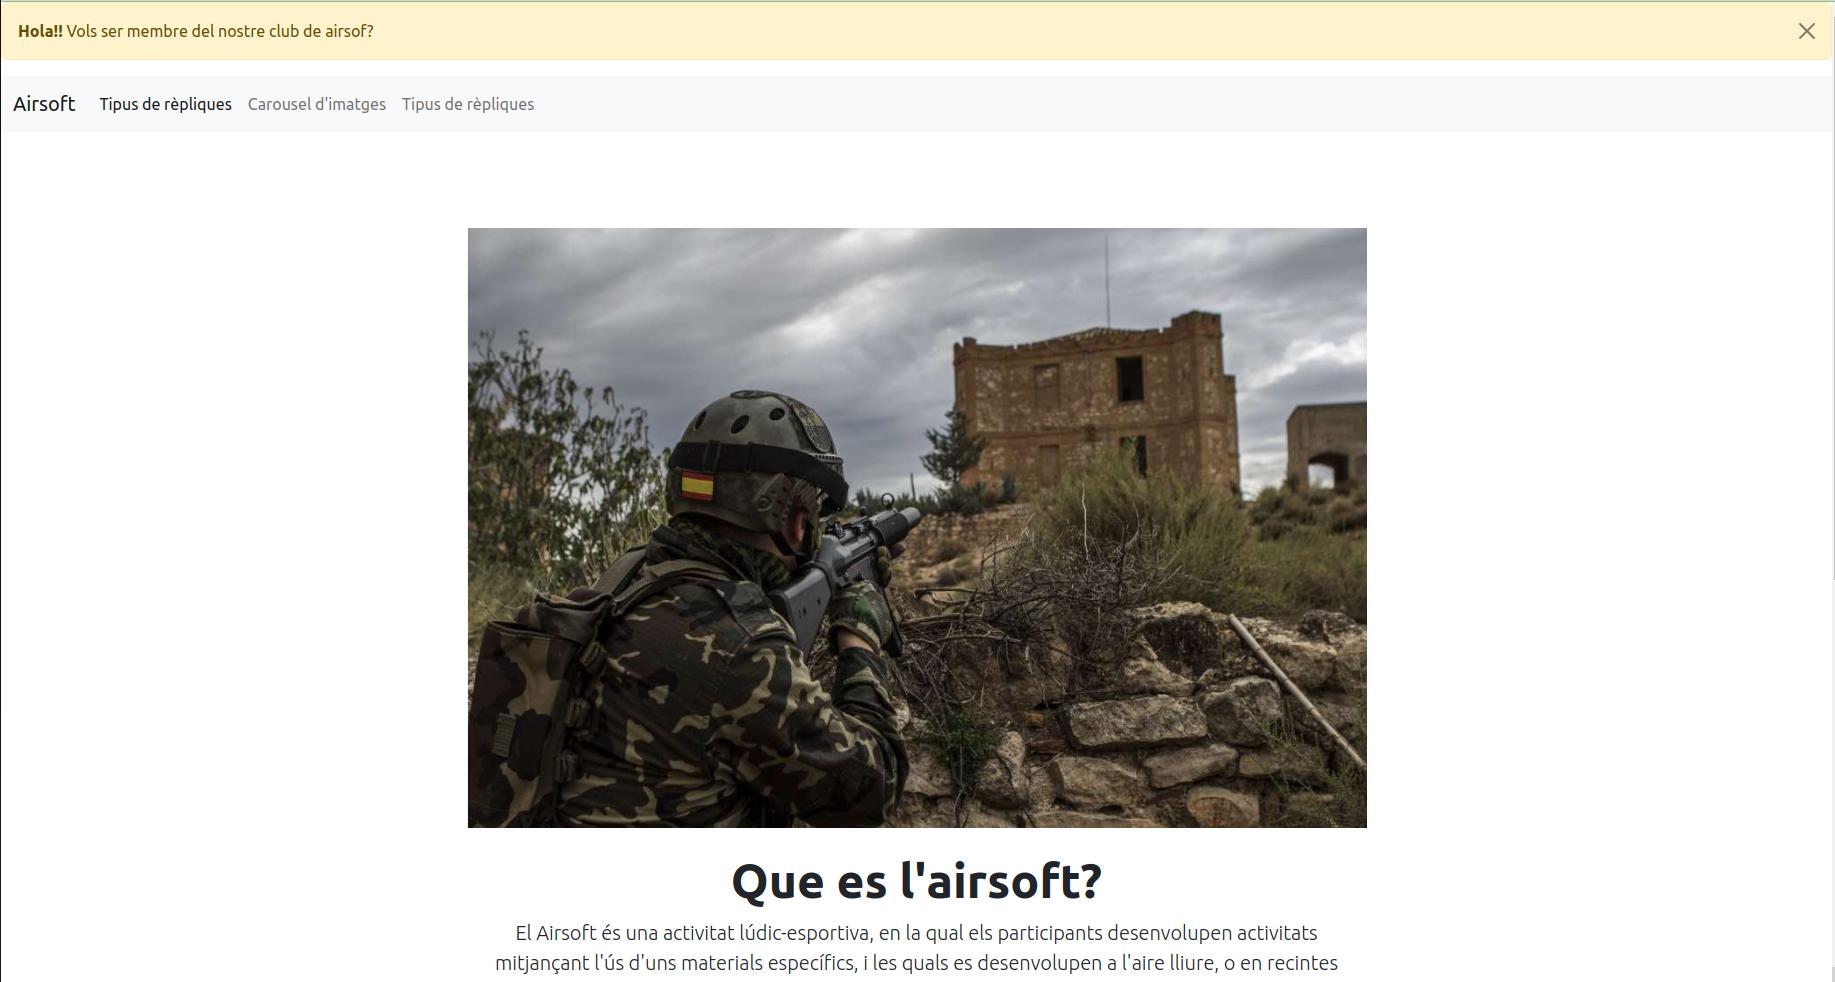 Hola!! Vols ser membre del nostre club de airsof?
Airsoft Tipus de rèpliques Carousel d'imatges Tipus de rèpliques
Que es l'airsoft?
El Airsoft és una activitat lúdic-esportiva, en la qual els participants desenvolupen activitats
mitjançant l'ús d'uns materials específics, i les quals es desenvolupen a l'aire lliure, o en recintes